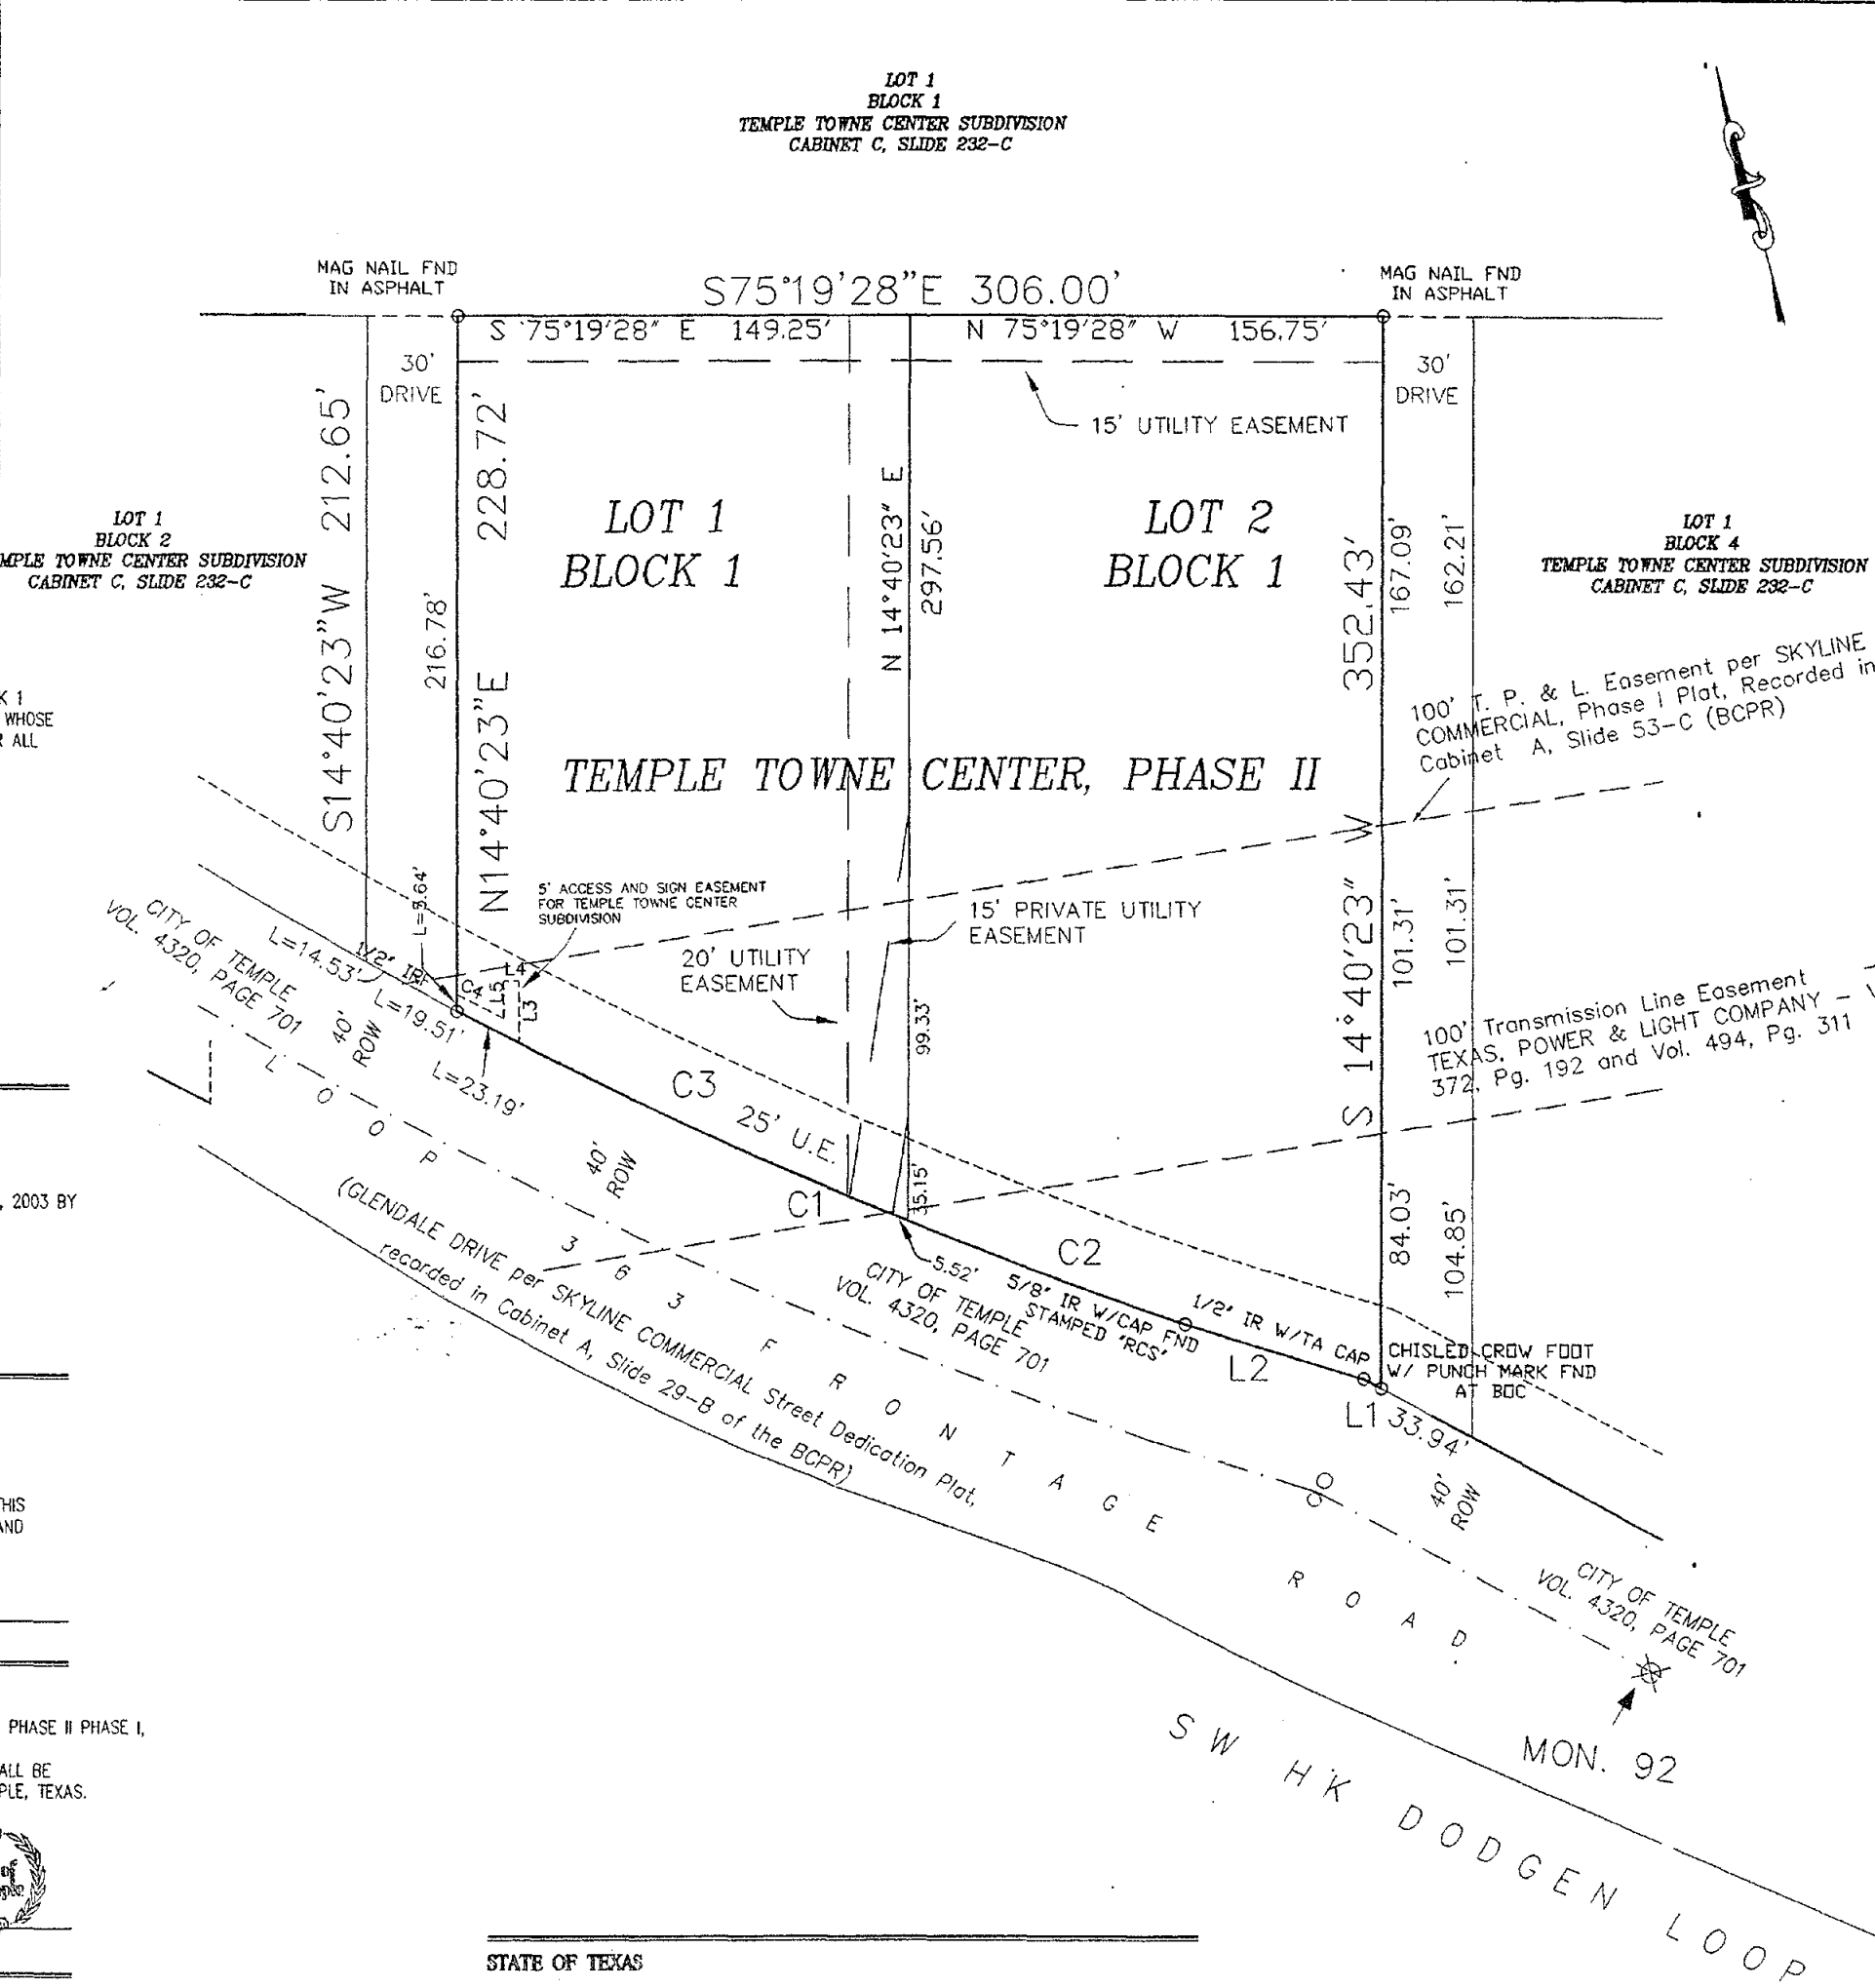 LOT 1
BLOCK 1
TEMPLE TOWNE CENTER SUBDIVISION
CABINET C, SLIDE 232-C
MAG NAIL FND
IN ASPHALT
S75°19'28"E 306.00'
MAG NAIL FND
IN ASPHALT
S 75°19'28" E 149.25'
N 75°19'28" W 156.75'
30'
DRIVE
30'
DRIVE
15' UTILITY EASEMENT
S14°40'23"W 212.65'
216.78'
N14°40'23"E 228.72'
LOT 1
BLOCK 1
N 14°40'23" E
297.56'
LOT 2
BLOCK 1
S 14°40'23" W 352.43'
167.09'
162.21'
LOT 1
BLOCK 2
MPLE TOWNE CENTER SUBDIVISION
CABINET C, SLIDE 232-C
LOT 1
BLOCK 4
TEMPLE TOWNE CENTER SUBDIVISION
CABINET C, SLIDE 232-C
K 1
WHOSE
R ALL
100' T. P. & L. Easement per SKYLINE
COMMERCIAL, Phase I Plat, Recorded in
Cabinet A, Slide 53-C (BCPR)
TEMPLE TOWNE CENTER, PHASE II
5' ACCESS AND SIGN EASEMENT
FOR TEMPLE TOWNE CENTER
SUBDIVISION
15' PRIVATE UTILITY
EASEMENT
20' UTILITY
EASEMENT
101.31'
101.31'
CITY OF TEMPLE
VOL. 4320, PAGE 701
L=14.53'
1/2" IRF
L=19.51'
40'
ROW
L=23.19'
C4
L4
L5
L3
99.33'
100' Transmission Line Easement
TEXAS. POWER & LIGHT COMPANY -
372, Pg. 192 and Vol. 494, Pg. 311
C3
25' U.E.
C1
35.15'
C2
84.03'
104.85'
40'
ROW
, 2003 BY
LOOP 363 FRONTAGE ROAD
(GLENDALE DRIVE per SKYLINE COMMERCIAL Street Dedication Plat,
recorded in Cabinet A, Slide 29-B of the BCPR)
5.52'
CITY OF TEMPLE
VOL. 4320, PAGE 701
5/8" IR W/CAP FND
STAMPED "RCS"
1/2" IR W/TA CAP
L2
CHISLED CROW FOOT
W/ PUNCH MARK FND
AT BOC
L1
33.94'
40'
ROW
HIS
AND
CITY OF TEMPLE
VOL. 4320, PAGE 701
MON. 92
SW HK DODGEN LOOP
PHASE II PHASE I,
ALL BE
PLE, TEXAS.
STATE OF TEXAS